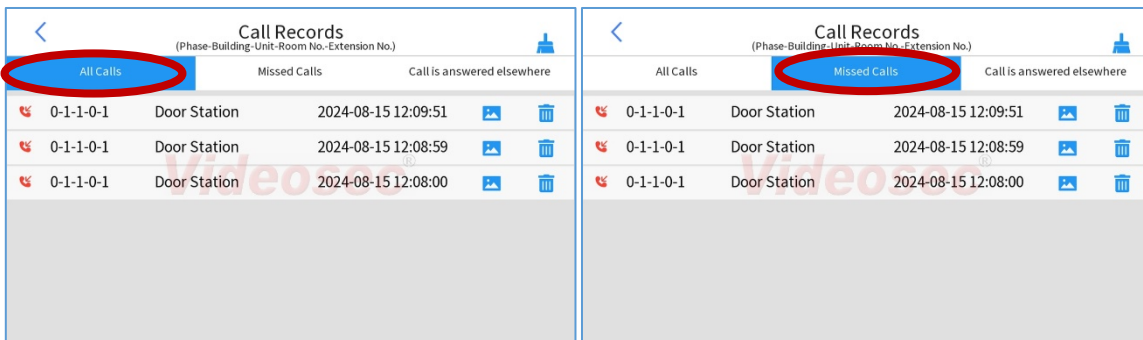 Call Records
(Phase-Building-Unit-Room No.-Extension No.)
All Calls Missed Calls Call is answered elsewhere
0-1-1-0-1 Door Station 2024-08-15 12:09:51
0-1-1-0-1 Door Station 2024-08-15 12:08:59
0-1-1-0-1 Door Station 2024-08-15 12:08:00
Videosec®
Call Records
(Phase-Building-Unit-Room No.-Extension No.)
All Calls Missed Calls Call is answered elsewhere
0-1-1-0-1 Door Station 2024-08-15 12:09:51
0-1-1-0-1 Door Station 2024-08-15 12:08:59
0-1-1-0-1 Door Station 2024-08-15 12:08:00
Videosec®